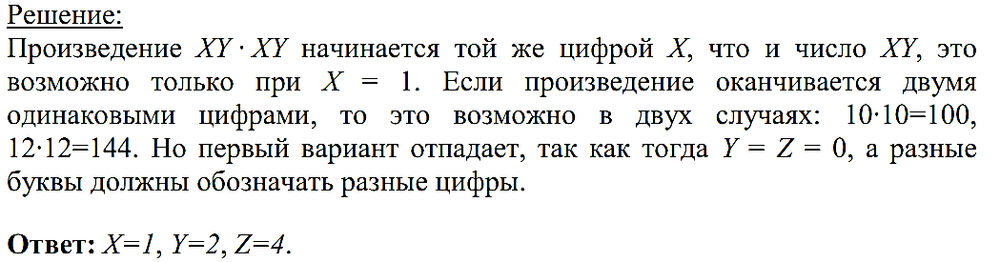 Решение:
Произведение XY · XY начинается той же цифрой X, что и число XY, это
возможно только при X = 1. Если произведение оканчивается двумя
одинаковыми цифрами, то это возможно в двух случаях: 10·10=100,
12·12=144. Но первый вариант отпадает, так как тогда Y = Z = 0, а разные
буквы должны обозначать разные цифры.
Ответ: X=1, Y=2, Z=4.